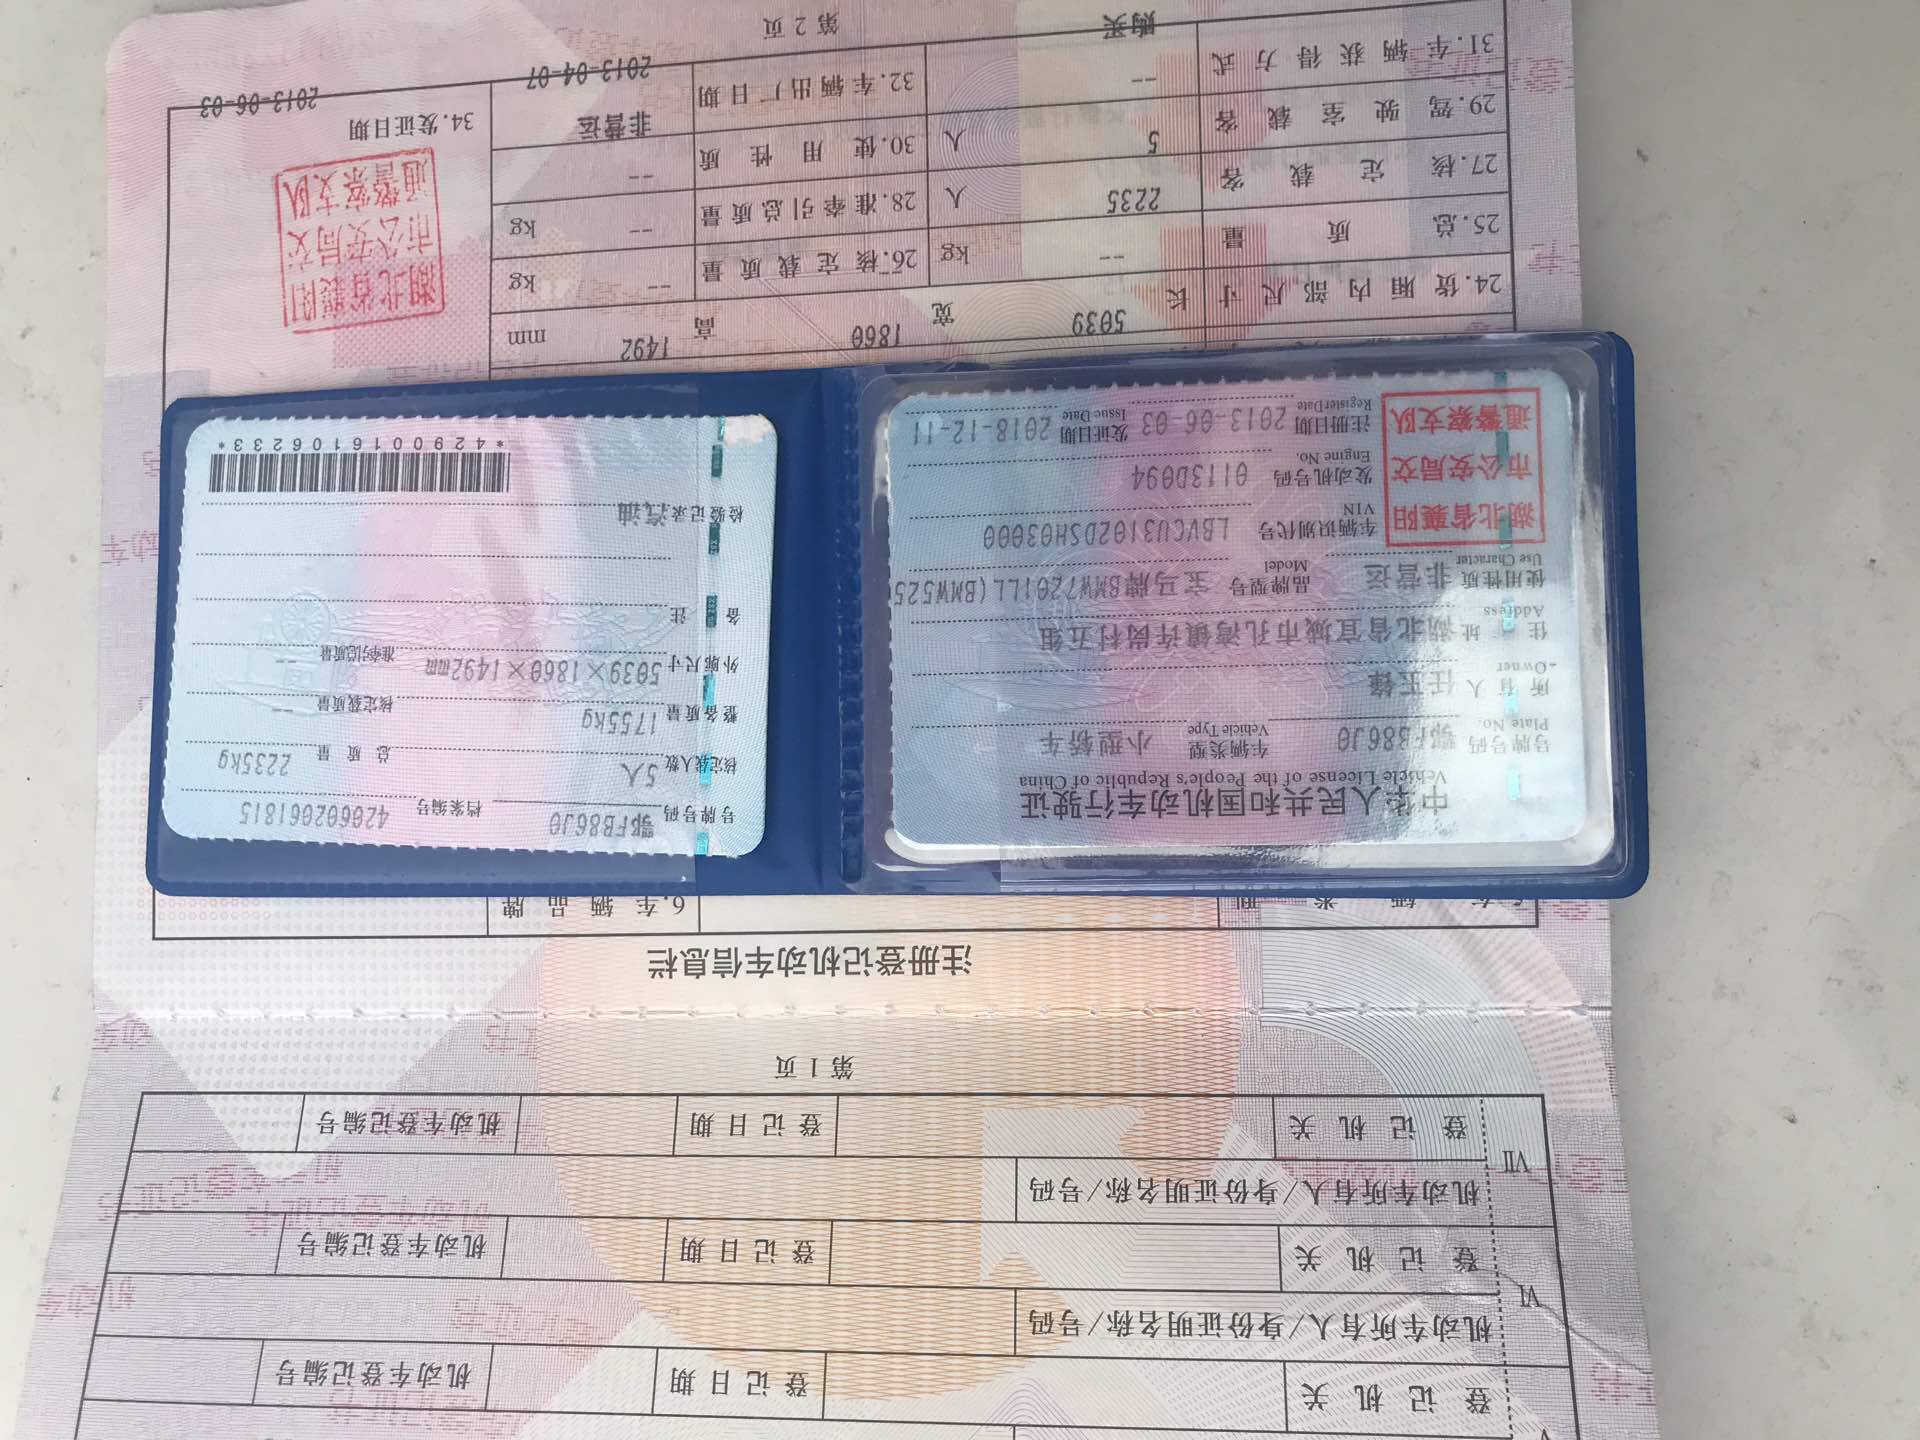 机动车所有人/身份证明名称/号码
登记机关 登记日期 机动车登记编号
VI 机动车所有人/身份证明名称/号码
登记机关 登记日期 机动车登记编号
VII 机动车所有人/身份证明名称/号码
登记机关 登记日期 机动车登记编号
第1页
注册登记机动车信息栏
6.车辆品牌
中华人民共和国机动车行驶证
Vehicle License of the People's Republic of China
号牌号码 鄂FB86J0 车辆类型 小型轿车
Plate No. Vehicle Type
所有人
Owner
住址 湖北省宜城市孔湾镇许岗村五组
Address
使用性质 非营运 品牌型号 宝马牌BMW7201LL(BMW525
Use Character Model
湖北省襄阳
市公安局交
通警察支队
车辆识别代号 LBVCU3102DSH03000
VIN
发动机号码 0113D094
Engine No.
注册日期 2013-06-03 发证日期 2018-12-11
Register Date Issue Date
号牌号码 鄂FB86J0 档案编号 420602061815
核定载人数 5人 总质量 2235kg
整备质量 1755kg 核定载质量 --
外廓尺寸 5039×1860×1492mm 准牵引总质量 --
备注
检验记录 汽油
*4290016106233*
5039 宽 1860 高 1492 mm
24.货厢内部尺寸 长
25.总质量 -- kg 26.核定载质量 -- kg
27.核定载客 2235 人 28.准牵引总质量 -- kg
29.驾驶室载客 5 人 30.使用性质 --
31.车辆获得方式 -- 32.车辆出厂日期 非营运
购买 2013-04-07
湖北省襄阳
市公安局交
通警察支队
34.发证日期 2013-06-03
第2页